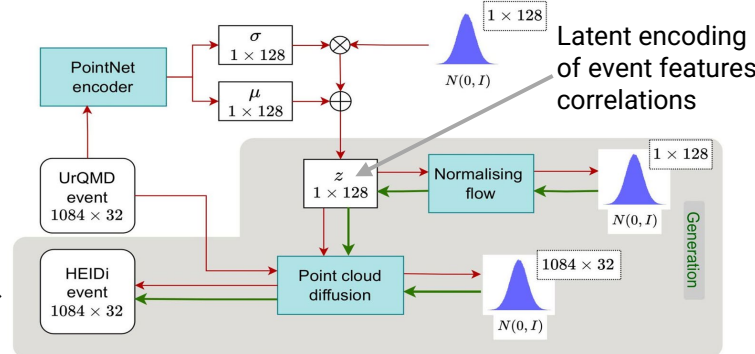 σ
1 × 128
1 × 128
PointNet
encoder
Latent encoding
of event features
correlations
μ
1 × 128
N(0, I)
UrQMD
event
1084 × 32
z
1 × 128
Normalising
flow
1 × 128
N(0, I)
Generation
HEIDi
event
1084 × 32
Point cloud
diffusion
1084 × 32
N(0, I)